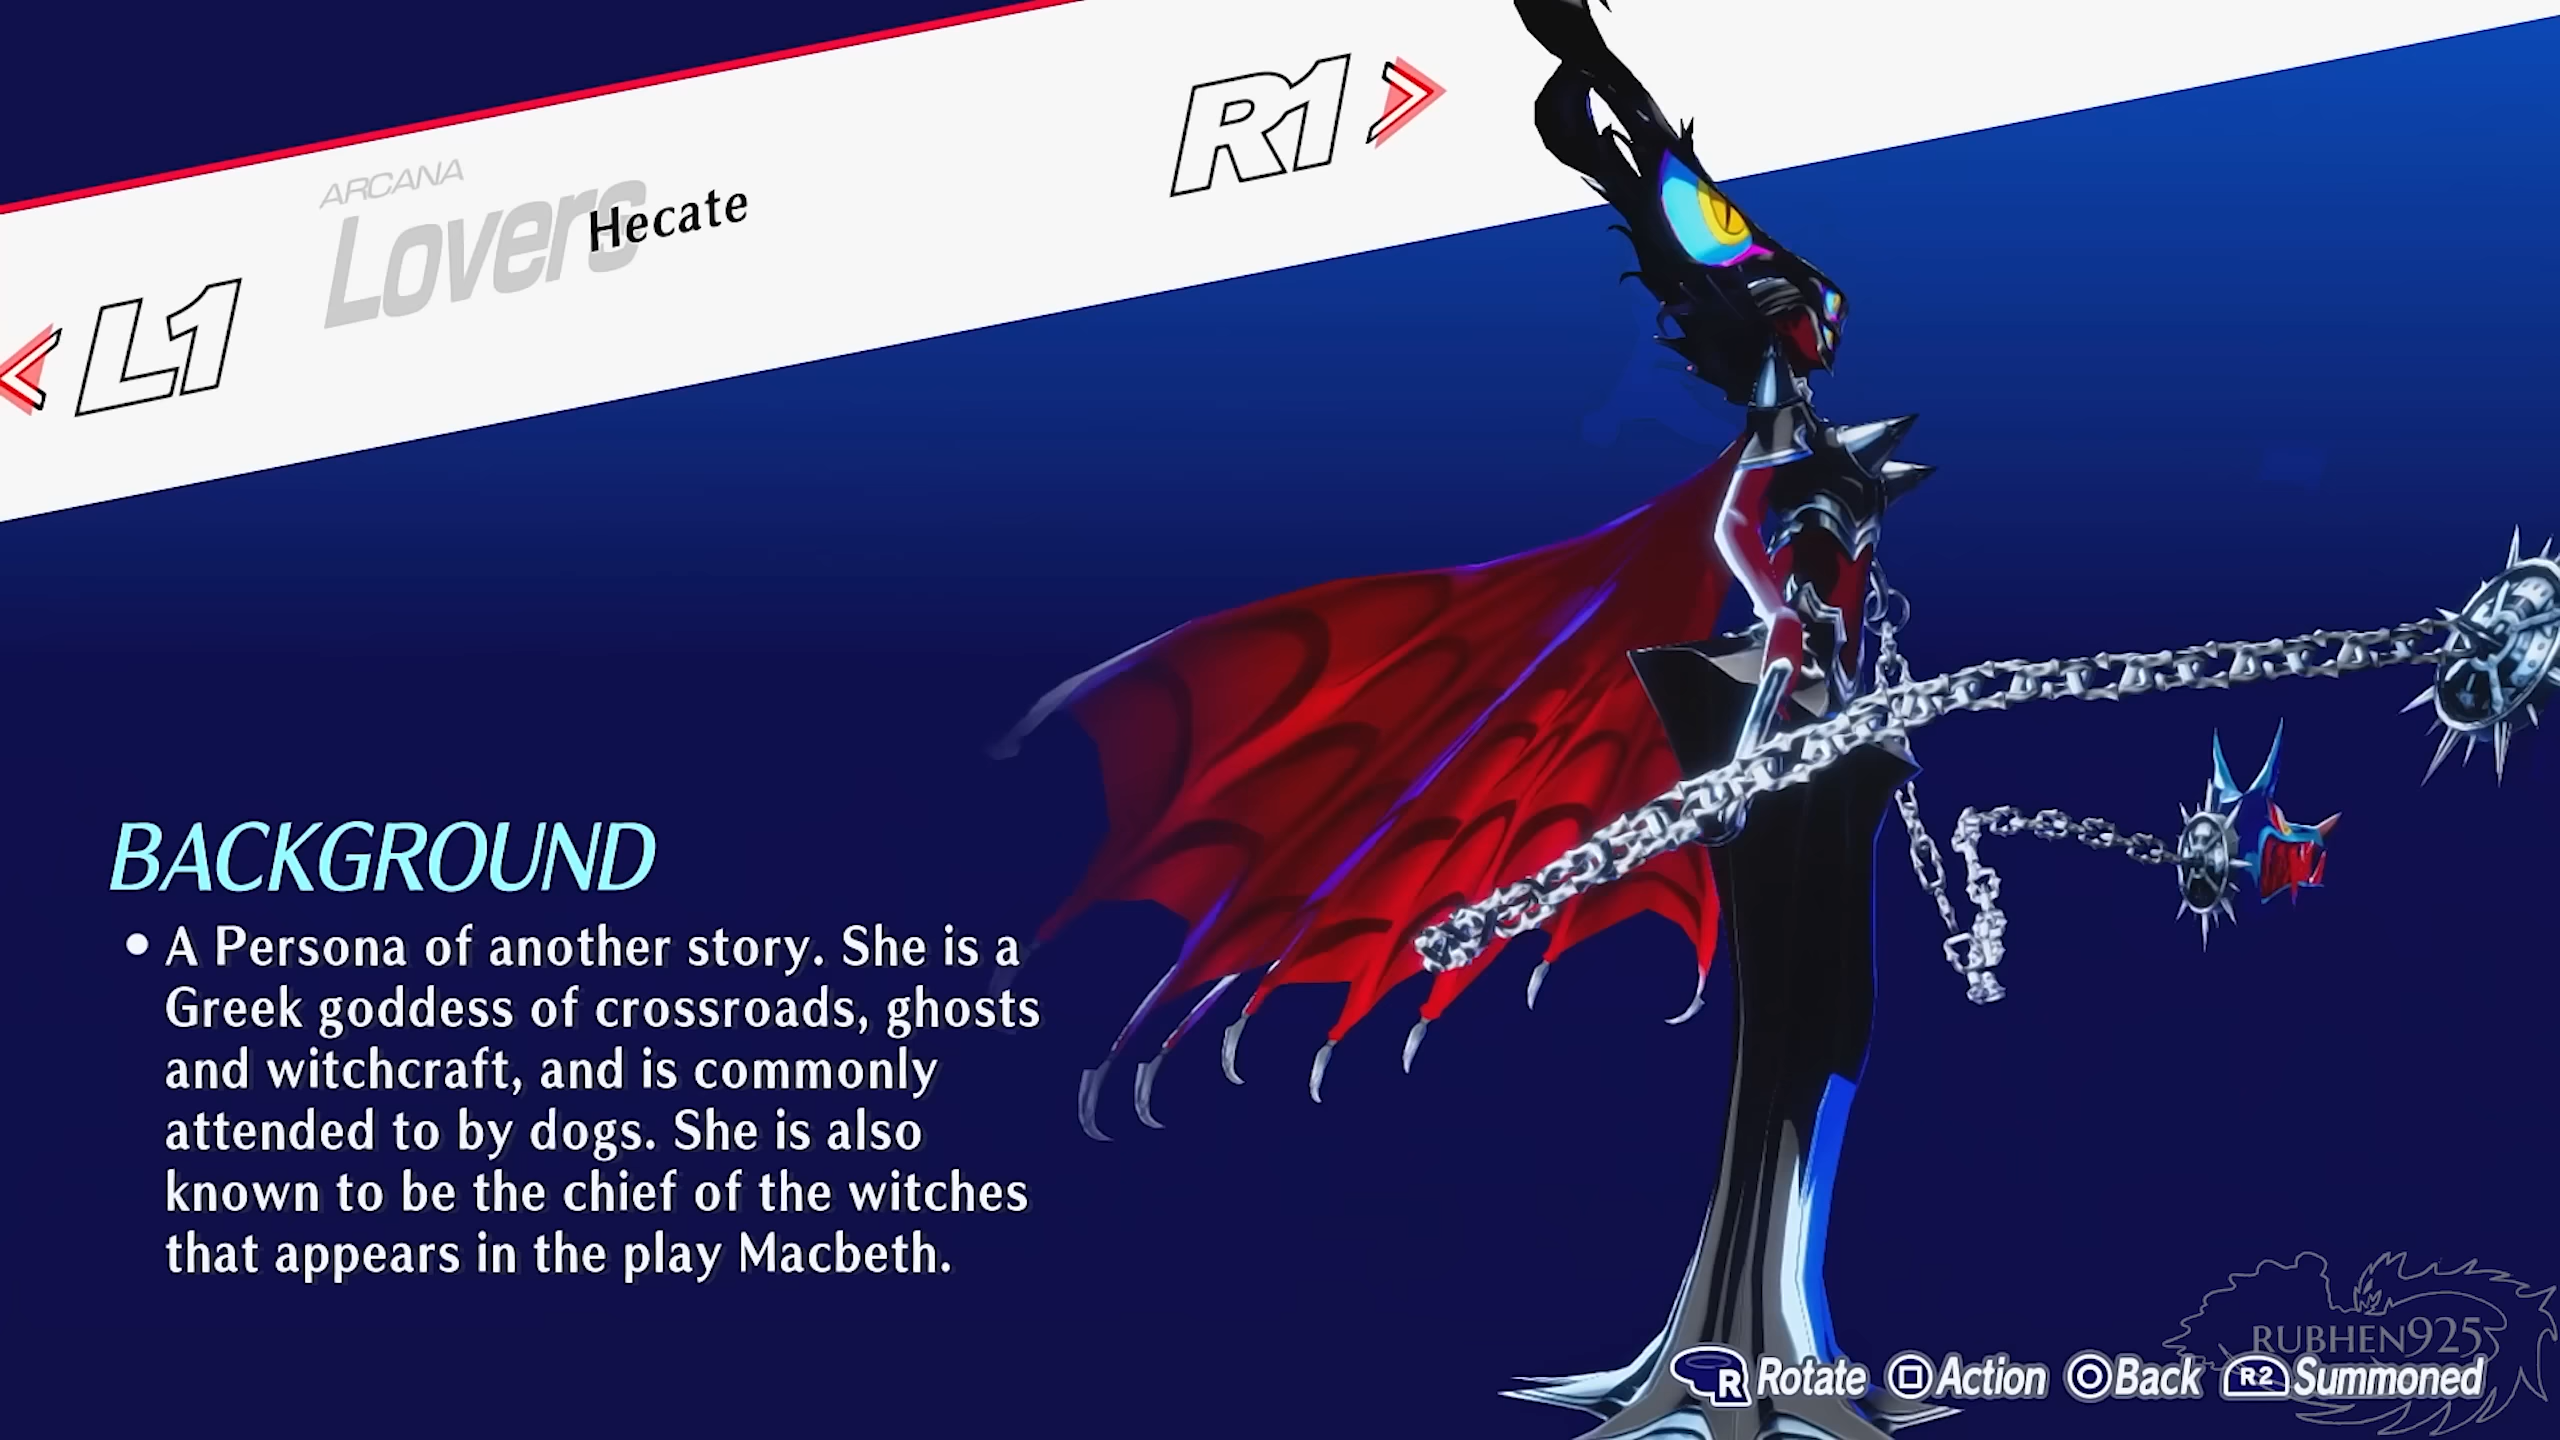 ARCANA
Lovers
Hecate
L1
R1
BACKGROUND
• A Persona of another story. She is a
Greek goddess of crossroads, ghosts
and witchcraft, and is commonly
attended to by dogs. She is also
known to be the chief of the witches
that appears in the play Macbeth.
RUBHEN925
R Rotate □ Action ○ Back R2 Summoned